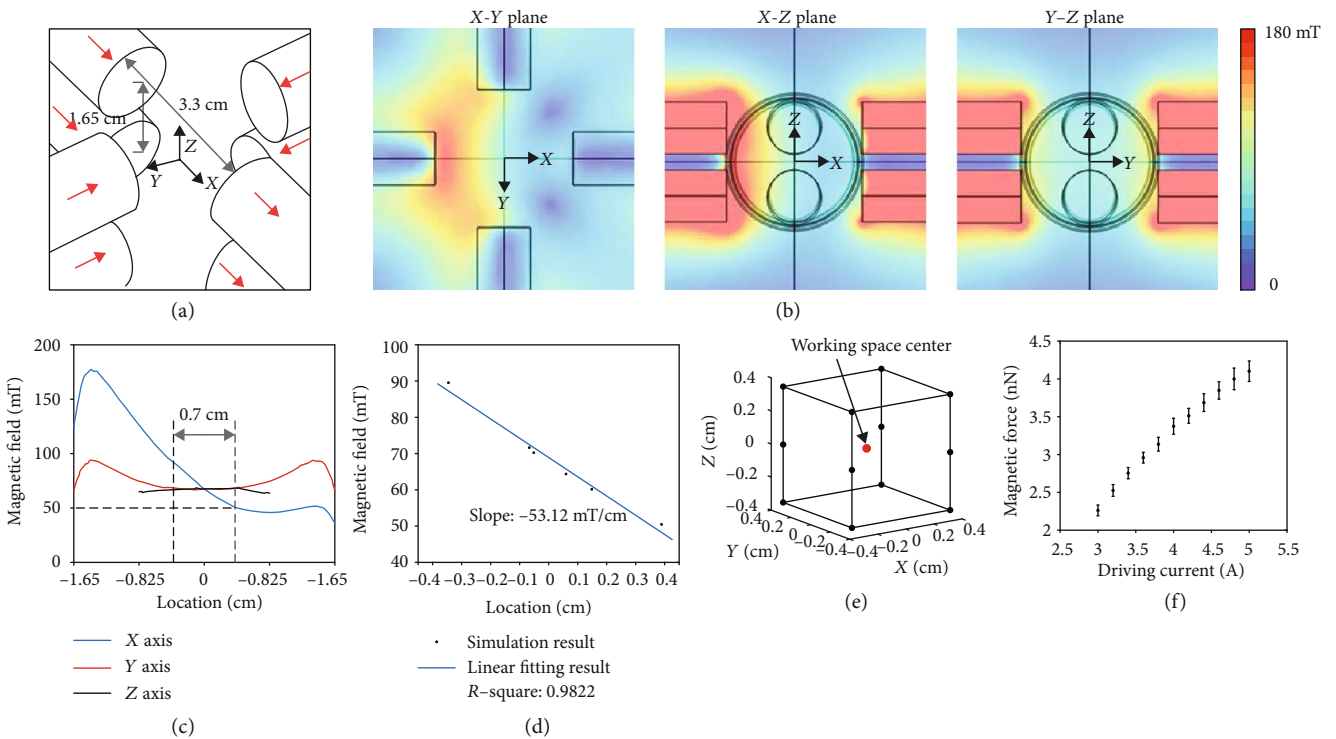 X-Y plane
X-Z plane
Y–Z plane
180 mT
0
3.3 cm
1.65 cm
Z
Y
X
X
Y
Z
X
Z
Y
(a)
(b)
Magnetic field (mT)
200
150
100
50
0
0.7 cm
–1.65
–0.825
0
–0.825
–1.65
Location (cm)
X axis
Y axis
Z axis
(c)
Magnetic field (mT)
100
90
80
70
60
50
40
Slope: –53.12 mT/cm
–0.4
–0.3
–0.2
–0.1
0
0.1
0.2
0.3
0.4
Location (cm)
Simulation result
Linear fitting result
R–square: 0.9822
(d)
Working space center
Z (cm)
0.4
0.2
0
–0.2
–0.4
0.4
0.2
0
–0.2
–0.4
Y (cm)
–0.4
–0.2
0
0.2
0.4
X (cm)
(e)
Magnetic force (nN)
4.5
4
3.5
3
2.5
2
2.5
3
3.5
4
4.5
5
5.5
Driving current (A)
(f)